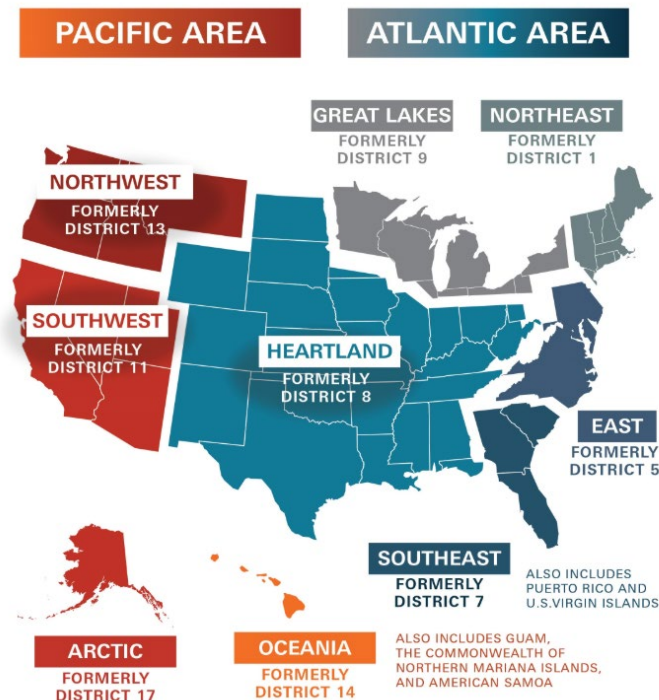 PACIFIC AREA
ATLANTIC AREA
GREAT LAKES
FORMERLY
DISTRICT 9
NORTHEAST
FORMERLY
DISTRICT 1
NORTHWEST
FORMERLY
DISTRICT 13
SOUTHWEST
FORMERLY
DISTRICT 11
HEARTLAND
FORMERLY
DISTRICT 8
EAST
FORMERLY
DISTRICT 5
SOUTHEAST
FORMERLY
DISTRICT 7
ALSO INCLUDES
PUERTO RICO AND
U.S.VIRGIN ISLANDS
ARCTIC
FORMERLY
DISTRICT 17
OCEANIA
FORMERLY
DISTRICT 14
ALSO INCLUDES GUAM,
THE COMMONWEALTH OF
NORTHERN MARIANA ISLANDS,
AND AMERICAN SAMOA